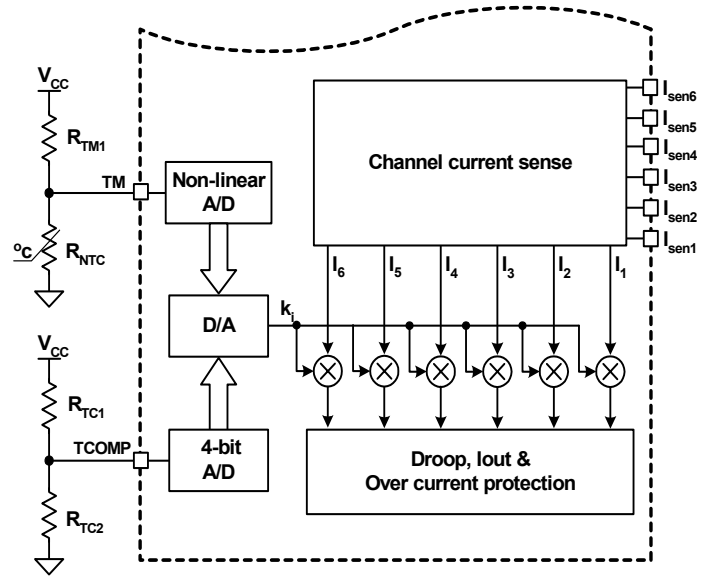 VCC
RTM1
TM
oc
RNTC
Non-linear
A/D
D/A
ki
VCC
RTC1
TCOMP
RTC2
4-bit
A/D
Channel current sense
Isen6
Isen5
Isen4
Isen3
Isen2
Isen1
I6
I5
I4
I3
I2
I1
Droop, Iout &
Over current protection